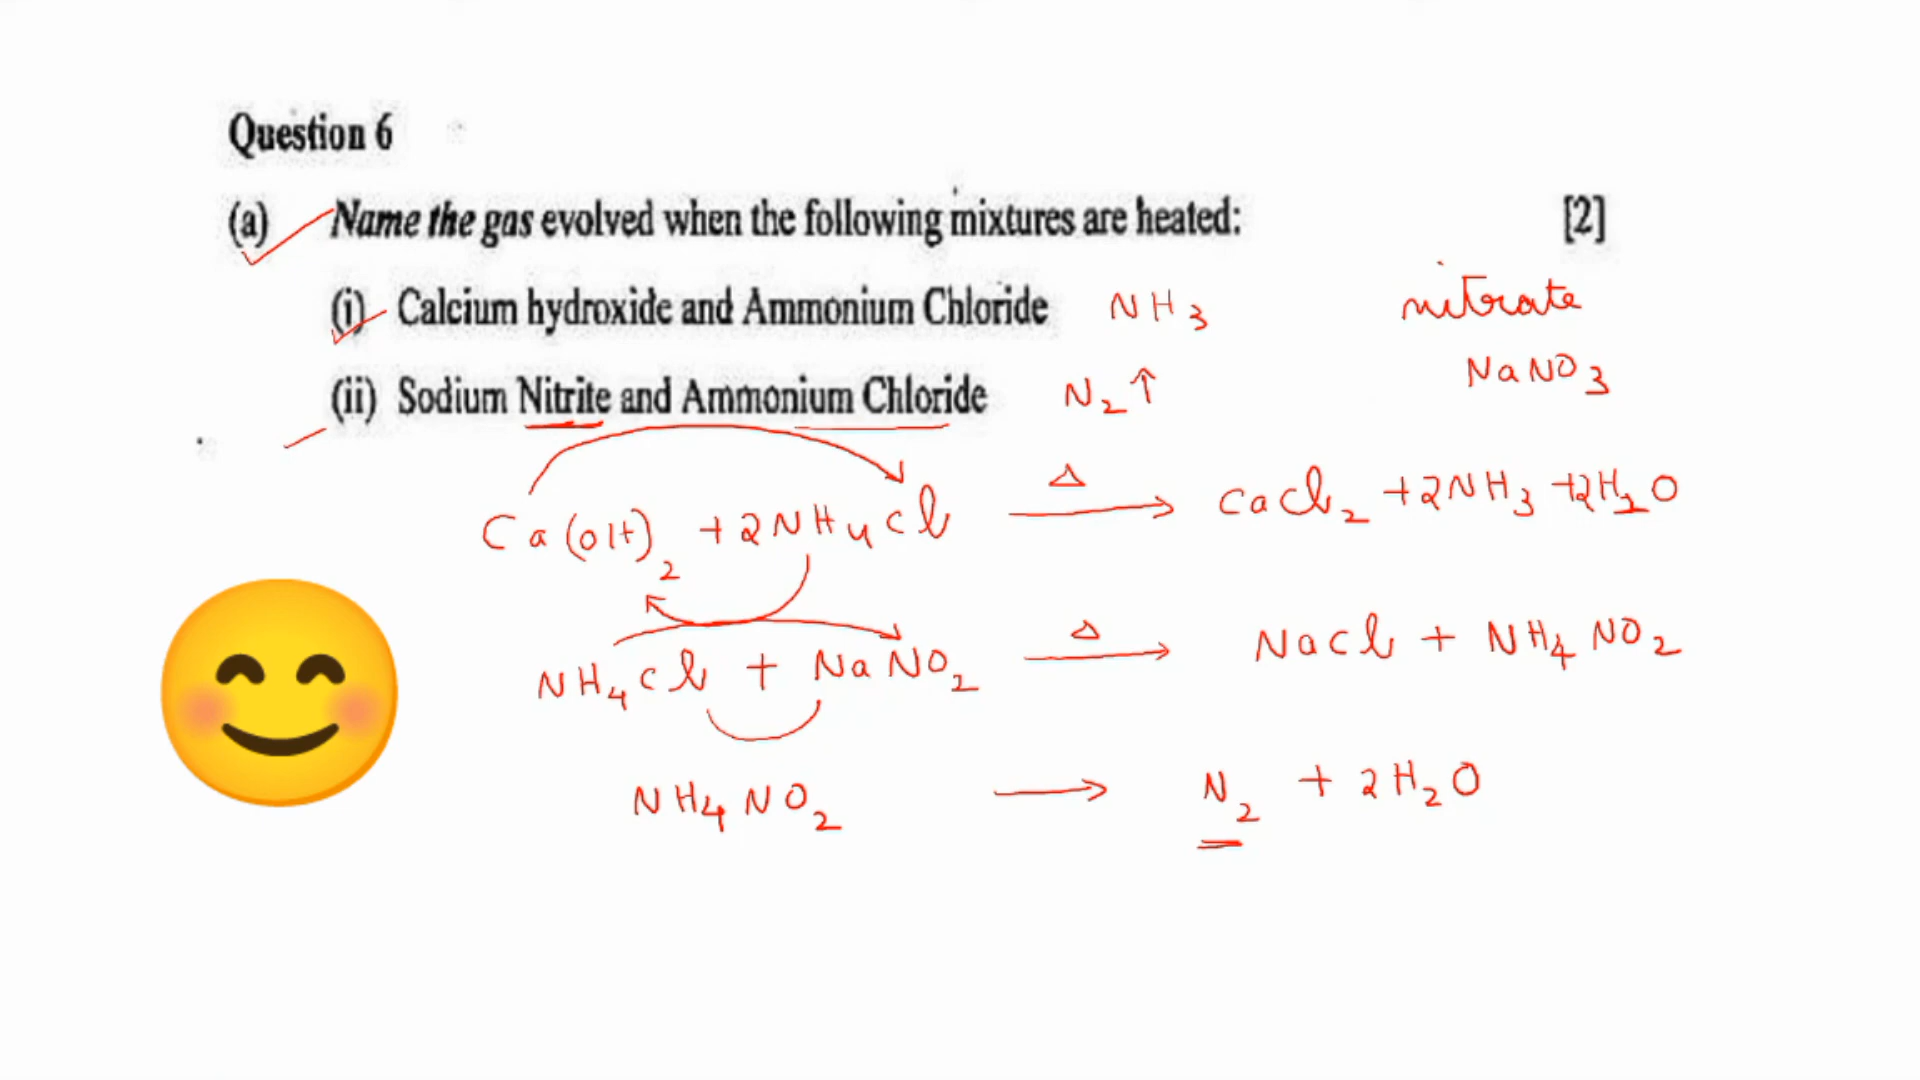 Question 6
(a) Name the gas evolved when the following mixtures are heated: [2]
(i) Calcium hydroxide and Ammonium Chloride NH3 nitrate
NaNO3
(ii) Sodium Nitrite and Ammonium Chloride N2↑
Ca(OH)2 + 2NH4Cl —Δ→ CaCl2 + 2NH3 + 2H2O
NH4Cl + NaNO2 —Δ→ NaCl + NH4NO2
NH4NO2 → N2 + 2H2O